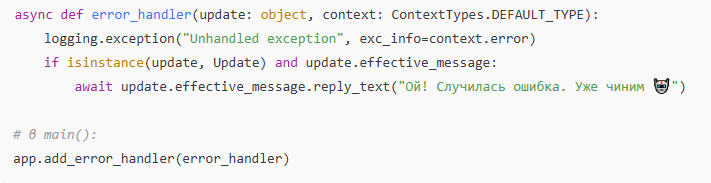 async def error_handler(update: object, context: ContextTypes.DEFAULT_TYPE):
    logging.exception("Unhandled exception", exc_info=context.error)
    if isinstance(update, Update) and update.effective_message:
        await update.effective_message.reply_text("Ой! Случилась ошибка. Уже чиним 🤖")
# в main():
app.add_error_handler(error_handler)